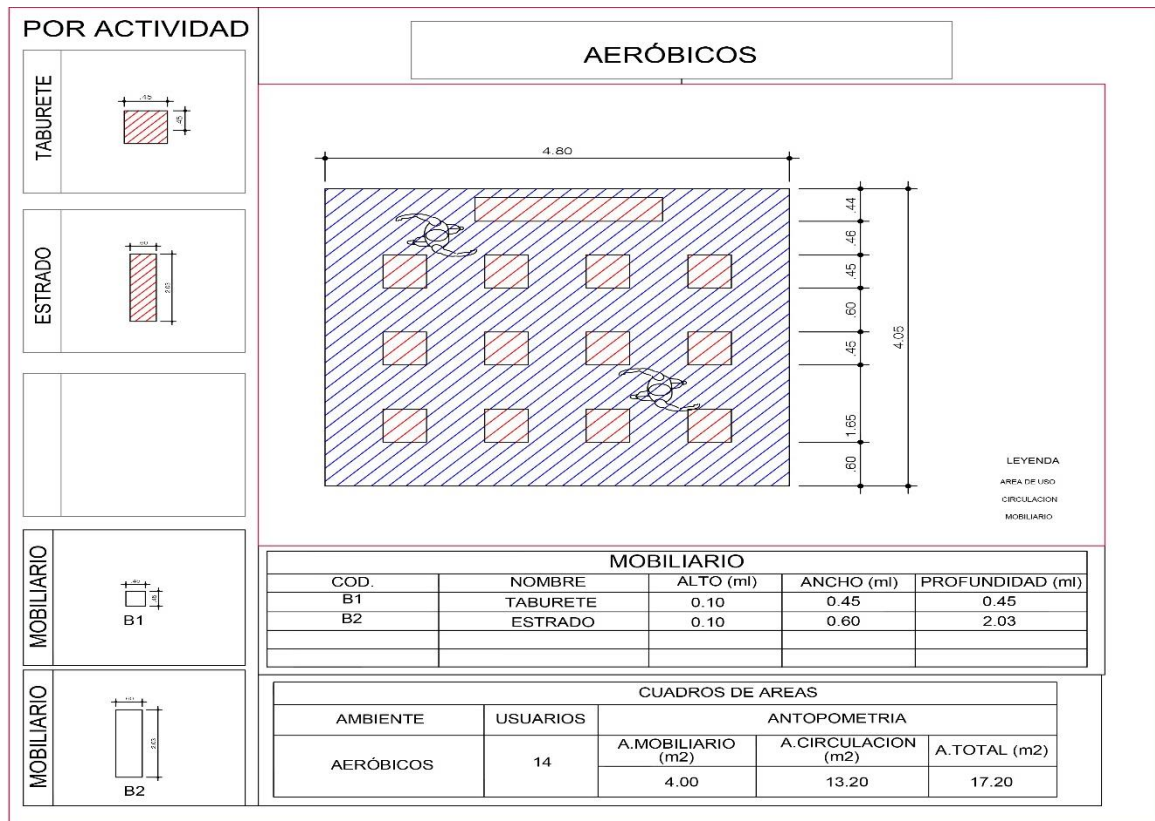 POR ACTIVIDAD
AERÓBICOS
TABURETE
.45
.45
ESTRADO
.60
2.03
4.80
.44
.46
.45
.60
.45
1.65
.60
4.05
LEYENDA
AREA DE USO
CIRCULACION
MOBILIARIO
MOBILIARIO
.45
B1
MOBILIARIO
B2
MOBILIARIO
COD. NOMBRE ALTO (ml) ANCHO (ml) PROFUNDIDAD (ml)
B1 TABURETE 0.10 0.45 0.45
B2 ESTRADO 0.10 0.60 2.03
CUADROS DE AREAS
AMBIENTE USUARIOS ANTOPOMETRIA
A.MOBILIARIO (m2) A.CIRCULACION (m2) A.TOTAL (m2)
AERÓBICOS 14 4.00 13.20 17.20